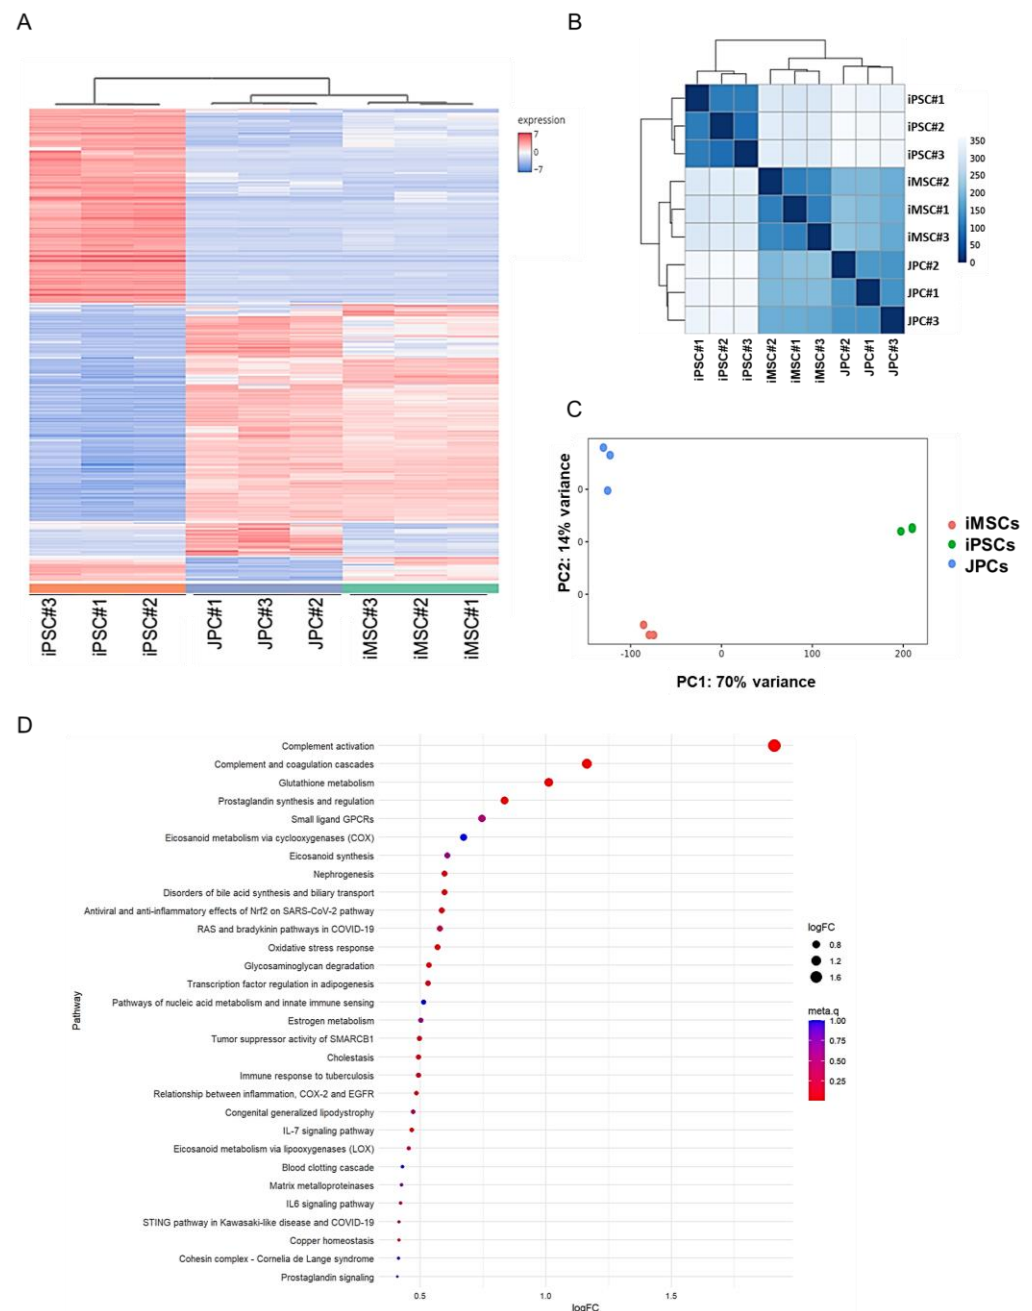 A
expression
7
0
−7
iPSC#3
iPSC#1
iPSC#2
JPC#1
JPC#3
JPC#2
iMSC#3
iMSC#2
iMSC#1
B
iPSC#1
iPSC#2
iPSC#3
iMSC#2
iMSC#1
iMSC#3
JPC#2
JPC#1
JPC#3
350
300
250
200
150
100
50
0
iPSC#1
iPSC#2
iPSC#3
iMSC#2
iMSC#1
iMSC#3
JPC#2
JPC#1
JPC#3
C
PC2: 14% variance
0
0
0
-100
0
100
200
PC1: 70% variance
iMSCs
iPSCs
JPCs
D
Pathway
Complement activation
Complement and coagulation cascades
Glutathione metabolism
Prostaglandin synthesis and regulation
Small ligand GPCRs
Eicosanoid metabolism via cyclooxygenases (COX)
Eicosanoid synthesis
Nephrogenesis
Disorders of bile acid synthesis and biliary transport
Antiviral and anti-inflammatory effects of Nrf2 on SARS-CoV-2 pathway
RAS and bradykinin pathways in COVID-19
Oxidative stress response
Glycosaminoglycan degradation
Transcription factor regulation in adipogenesis
Pathways of nucleic acid metabolism and innate immune sensing
Estrogen metabolism
Tumor suppressor activity of SMARCB1
Cholestasis
Immune response to tuberculosis
Relationship between inflammation, COX-2 and EGFR
Congenital generalized lipodystrophy
IL-7 signaling pathway
Eicosanoid metabolism via lipooxygenases (LOX)
Blood clotting cascade
Matrix metalloproteinases
IL6 signaling pathway
STING pathway in Kawasaki-like disease and COVID-19
Copper homeostasis
Cohesin complex - Cornelia de Lange syndrome
Prostaglandin signaling
0.5
1.0
1.5
logFC
logFC
0.8
1.2
1.6
meta.q
1.00
0.75
0.50
0.25